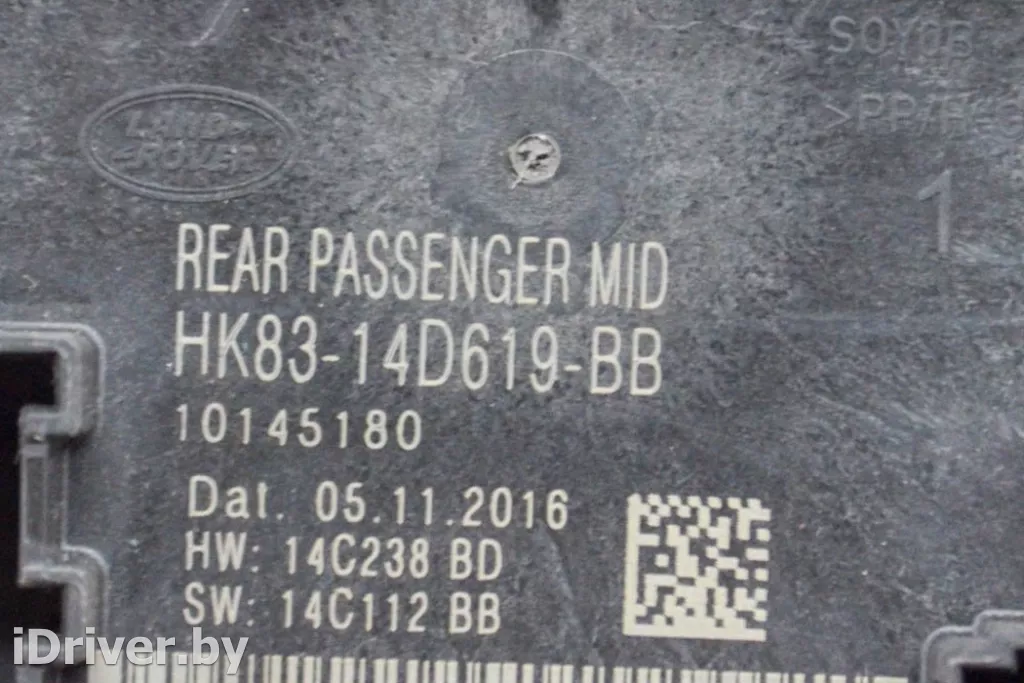 SOYOB
LAND-
ROVER
1
REAR PASSENGER MID
HK83-14D619-BB
10145180
Dat. 05.11.2016
HW: 14C238 BD
SW: 14C112 BB
iDriver.by